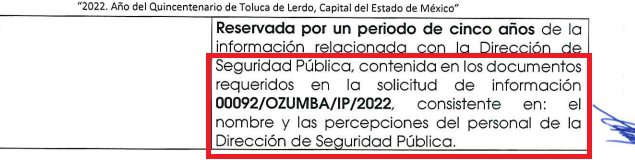 "2022. Año del Quincentenario de Toluca de Lerdo, Capital del Estado de México"
Reservada por un periodo de cinco años de la
información relacionada con la Dirección de
Seguridad Pública, contenida en los documentos
requeridos en la solicitud de información
00092/OZUMBA/IP/2022, consistente en: el
nombre y las percepciones del personal de la
Dirección de Seguridad Pública.